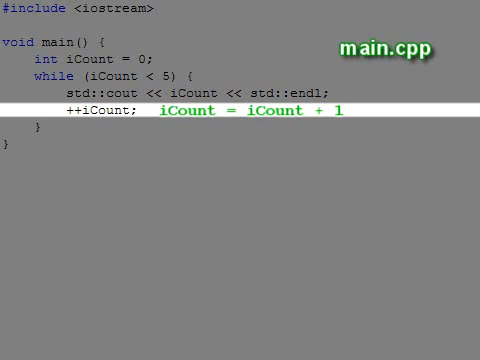 #include <iostream>
void main() {
main.cpp
int iCount = 0;
while (iCount < 5) {
std::cout << iCount << std::endl;
++iCount; iCount = iCount + 1
}
}